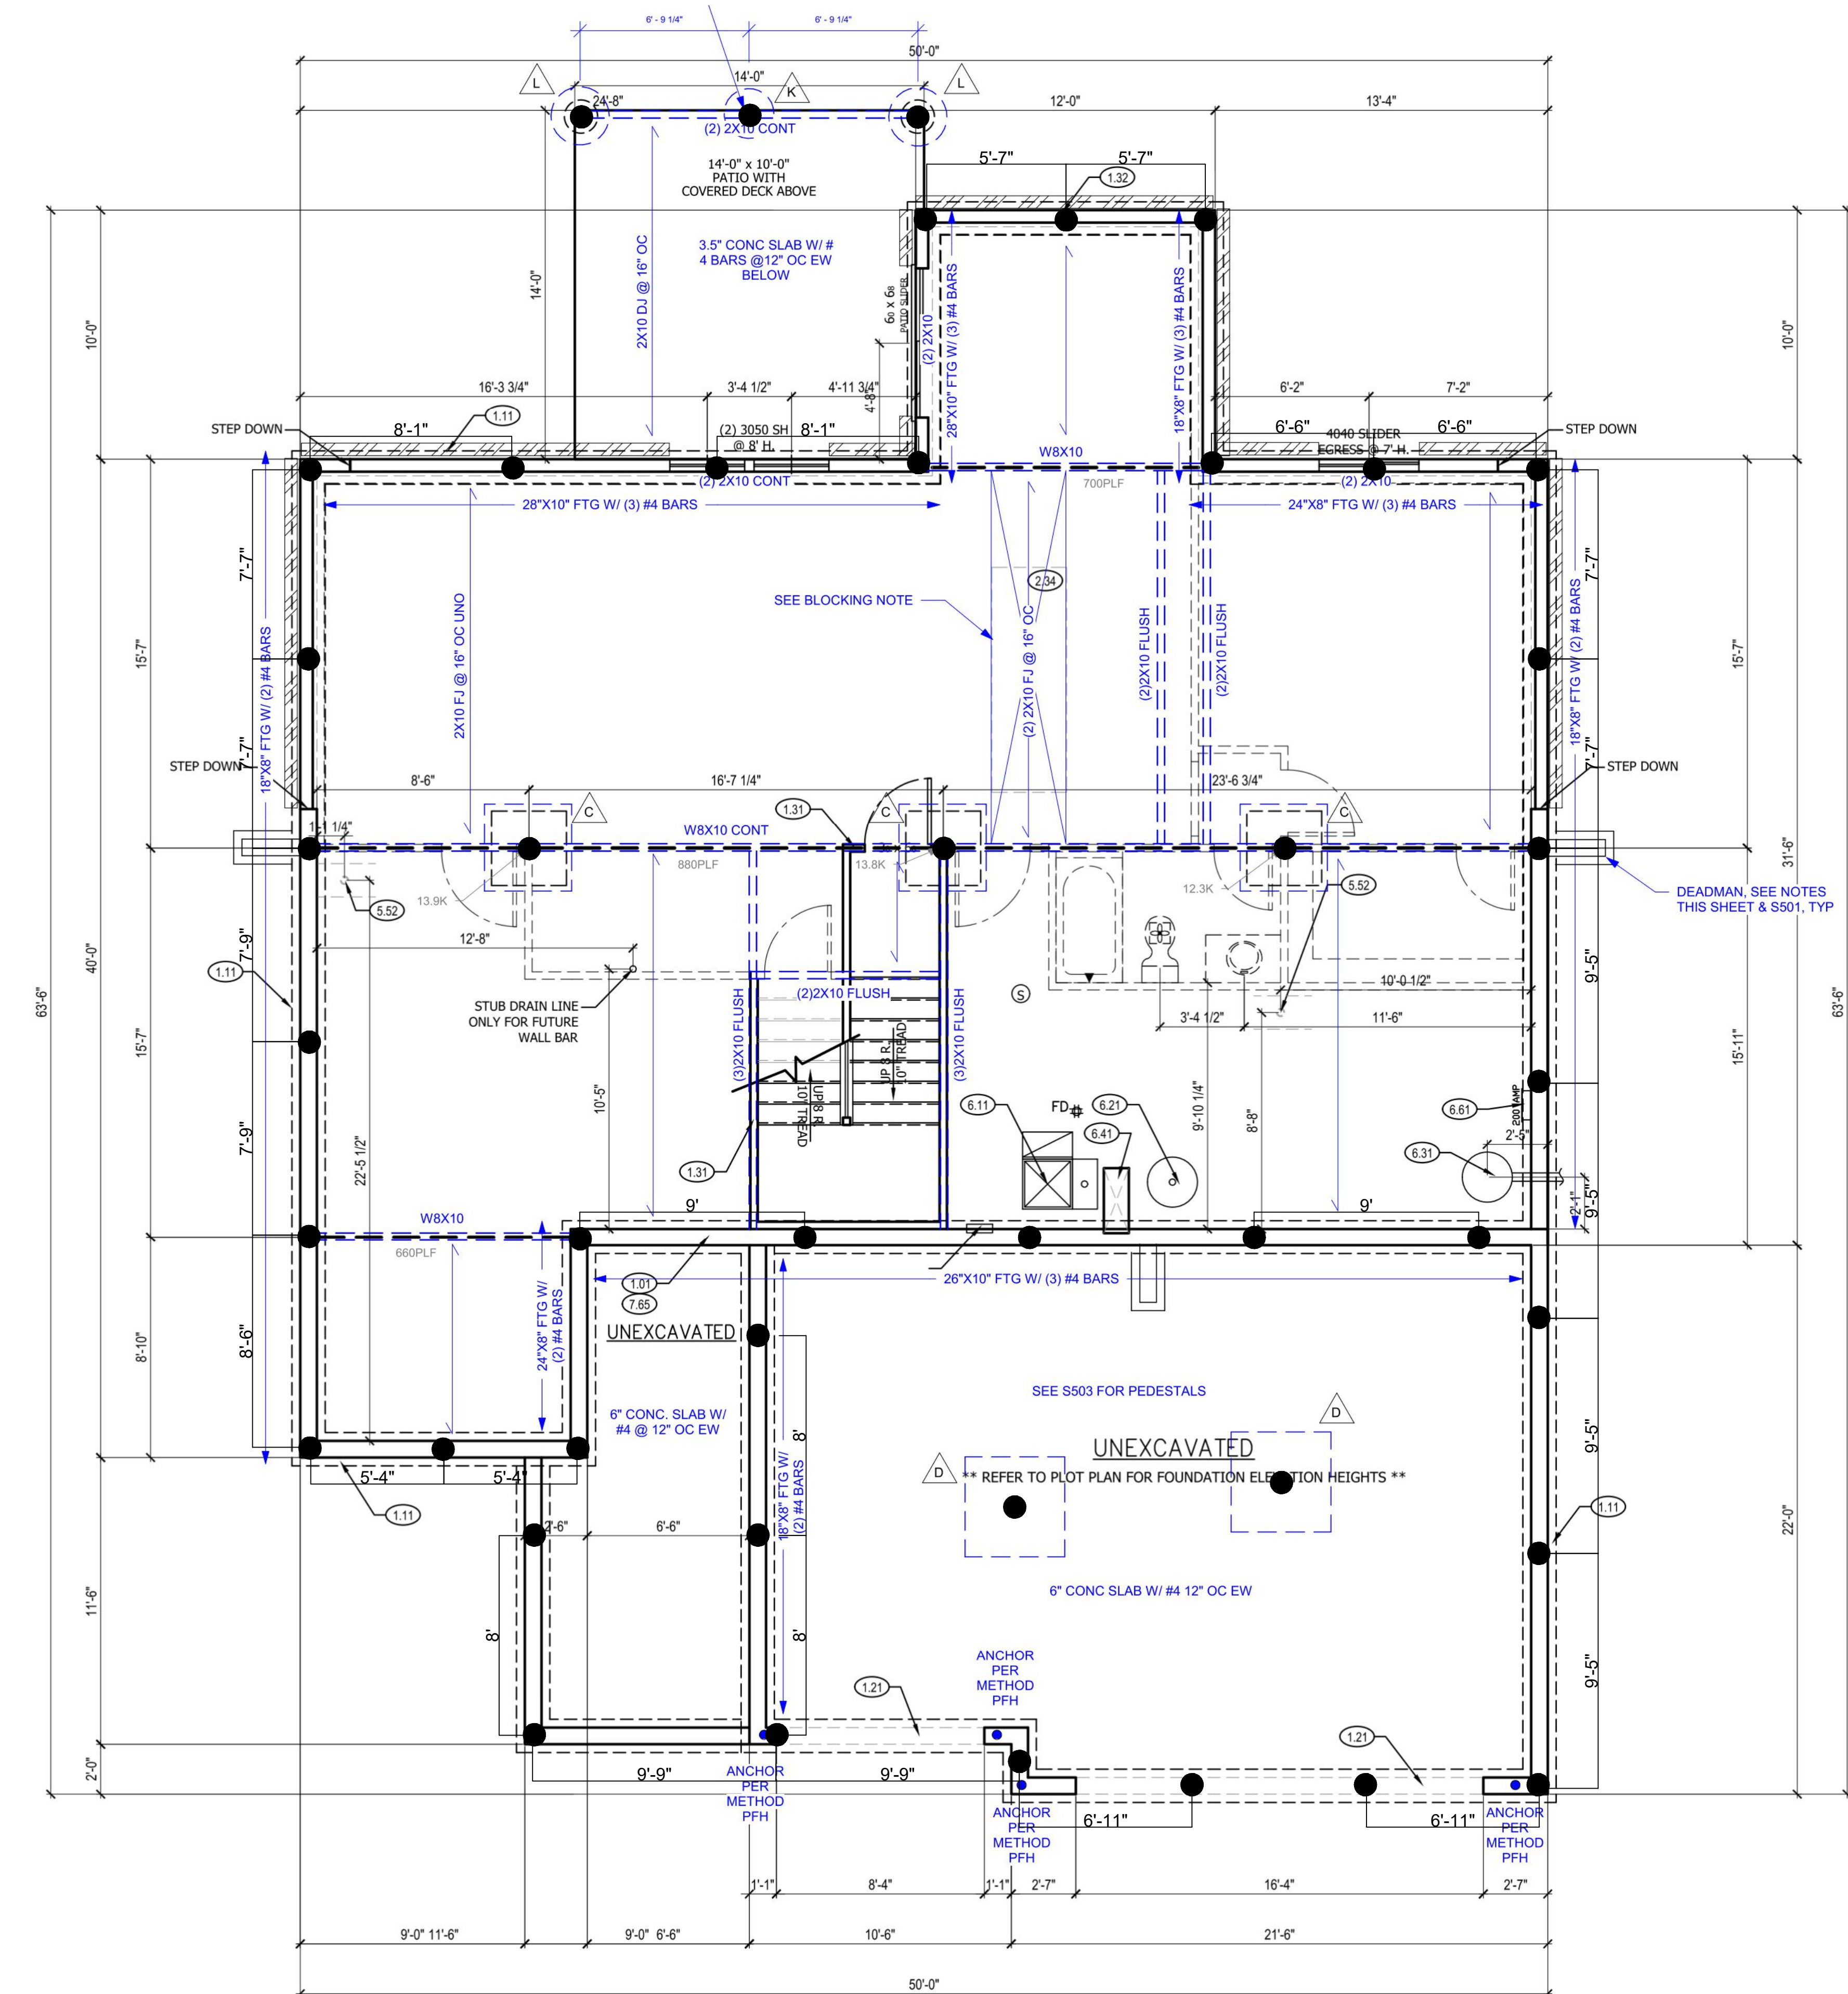 6' - 9 1/4"
6' - 9 1/4"
50'-0"
14'-0"
L
K
L
24'-8"
12'-0"
13'-4"
(2) 2X10 CONT
14'-0" x 10'-0"
PATIO WITH
COVERED DECK ABOVE
5'-7"
5'-7"
1.32
3.5" CONC SLAB W/ #
4 BARS @12" OC EW
BELOW
2X10 DJ @ 16" OC
14'-0"
10'-0"
10'-0"
60 x 68
PATIO SLIDER
(2) 2X10
28"X10" FTG W/ (3) #4 BARS
18"X8" FTG W/ (3) #4 BARS
16'-3 3/4"
3'-4 1/2"
4'-11 3/4"
4'-8"
6'-2"
7'-2"
1.11
STEP DOWN
8'-1"
(2) 3050 SH
@ 8' H.
8'-1"
6'-6"
6'-6"
4040 SLIDER
EGRESS @ 7' H.
STEP DOWN
W8X10
700PLF
(2) 2X10 CONT
(2) 2X10
28"X10" FTG W/ (3) #4 BARS
24"X8" FTG W/ (3) #4 BARS
7'-7"
7'-7"
15'-7"
15'-7"
2.34
SEE BLOCKING NOTE
2X10 FJ @ 16" OC UNO
(2) 2X10 FJ @ 16" OC
(2)2X10 FLUSH
(2)2X10 FLUSH
18"X8" FTG W/ (2) #4 BARS
18"X8" FTG W/ (2) #4 BARS
7'-7"
7'-7"
STEP DOWN
STEP DOWN
8'-6"
16'-7 1/4"
23'-6 3/4"
C
C
C
1.31
W8X10 CONT
880PLF
13.8K
13.9K
12.3K
31'-6"
5.52
5.52
DEADMAN, SEE NOTES
THIS SHEET & S501, TYP
12'-8"
7'-9"
9'-5"
1.11
40'-0"
63'-6"
63'-6"
STUB DRAIN LINE
ONLY FOR FUTURE
WALL BAR
(2)2X10 FLUSH
S
10'-0 1/2"
3'-4 1/2"
11'-6"
(3)2X10 FLUSH
(3)2X10 FLUSH
UP 8 R.
10" TREAD
UP 8 R.
10" TREAD
15'-7"
15'-11"
10'-5"
22'-5 1/2"
7'-9"
9'-10 1/4"
8'-8"
6.11
FD
6.21
6.41
6.61
200 AMP
2'-5"
6.31
2'-1"
9'-5"
1.31
W8X10
660PLF
9'
9'
1.01
7.65
26"X10" FTG W/ (3) #4 BARS
UNEXCAVATED
24"X8" FTG W/
(2) #4 BARS
8'-10"
8'-6"
6" CONC. SLAB W/
#4 @ 12" OC EW
SEE S503 FOR PEDESTALS
D
D
UNEXCAVATED
** REFER TO PLOT PLAN FOR FOUNDATION ELEVATION HEIGHTS **
8'
9'-5"
5'-4"
5'-4"
1.11
1.11
18"X8" FTG W/
(2) #4 BARS
2'-6"
6'-6"
22'-0"
6" CONC SLAB W/ #4 12" OC EW
11'-6"
8'
8'
9'-5"
ANCHOR
PER
METHOD
PFH
1.21
1.21
2'-0"
9'-9"
9'-9"
ANCHOR
PER
METHOD
PFH
6'-11"
6'-11"
ANCHOR
PER
METHOD
PFH
ANCHOR
PER
METHOD
PFH
1'-1"
8'-4"
1'-1"
2'-7"
16'-4"
2'-7"
9'-0" 11'-6"
9'-0" 6'-6"
10'-6"
21'-6"
50'-0"